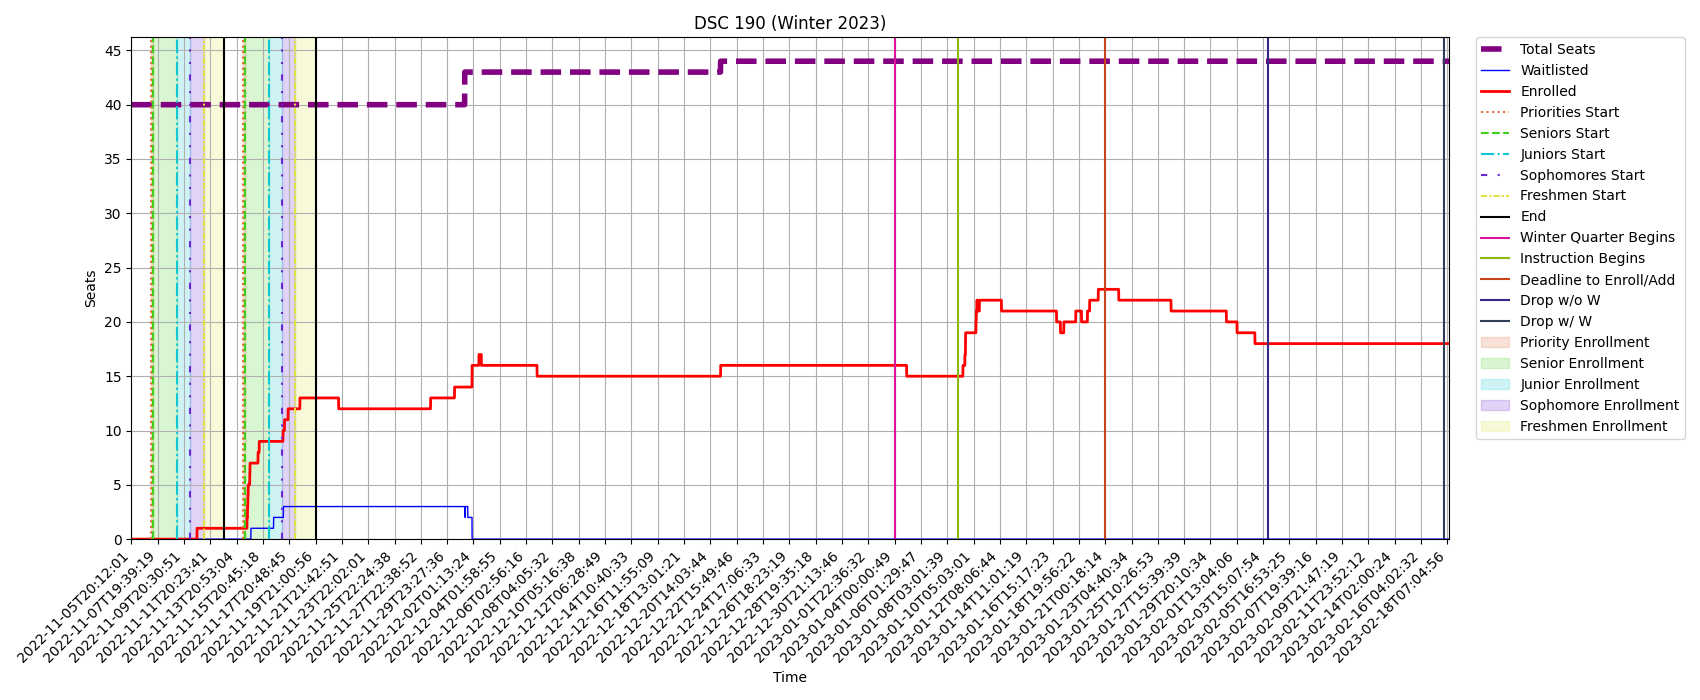 DSC 190 (Winter 2023)
Seats
45
40
35
30
25
20
15
10
5
0
2022-11-05T20:12:01
2022-11-07T19:39:19
2022-11-09T20:30:51
2022-11-11T20:23:41
2022-11-13T20:53:04
2022-11-15T20:45:18
2022-11-17T20:48:45
2022-11-19T21:00:56
2022-11-21T21:42:51
2022-11-23T22:02:01
2022-11-25T22:24:38
2022-11-27T22:38:52
2022-11-29T23:27:36
2022-12-02T01:13:24
2022-12-04T01:58:55
2022-12-06T02:56:16
2022-12-08T04:05:32
2022-12-10T05:16:38
2022-12-12T06:28:49
2022-12-14T10:40:33
2022-12-16T11:55:09
2022-12-18T13:01:22
2022-12-20T14:03:44
2022-12-22T15:49:46
2022-12-24T17:06:33
2022-12-26T18:23:19
2022-12-28T19:35:18
2022-12-30T21:13:46
2023-01-01T22:36:32
2023-01-04T00:00:49
2023-01-06T01:29:47
2023-01-08T03:01:39
2023-01-10T05:03:01
2023-01-12T08:06:44
2023-01-14T11:01:19
2023-01-16T15:17:23
2023-01-18T19:56:22
2023-01-21T00:18:14
2023-01-23T04:40:34
2023-01-25T10:26:53
2023-01-27T15:39:39
2023-01-29T20:10:34
2023-02-01T13:04:06
2023-02-03T15:07:54
2023-02-05T16:53:25
2023-02-07T19:39:16
2023-02-09T21:47:19
2023-02-11T23:52:12
2023-02-14T02:00:24
2023-02-16T04:02:32
2023-02-18T07:04:56
Time
Total Seats
Waitlisted
Enrolled
Priorities Start
Seniors Start
Juniors Start
Sophomores Start
Freshmen Start
End
Winter Quarter Begins
Instruction Begins
Deadline to Enroll/Add
Drop w/o W
Drop w/ W
Priority Enrollment
Senior Enrollment
Junior Enrollment
Sophomore Enrollment
Freshmen Enrollment